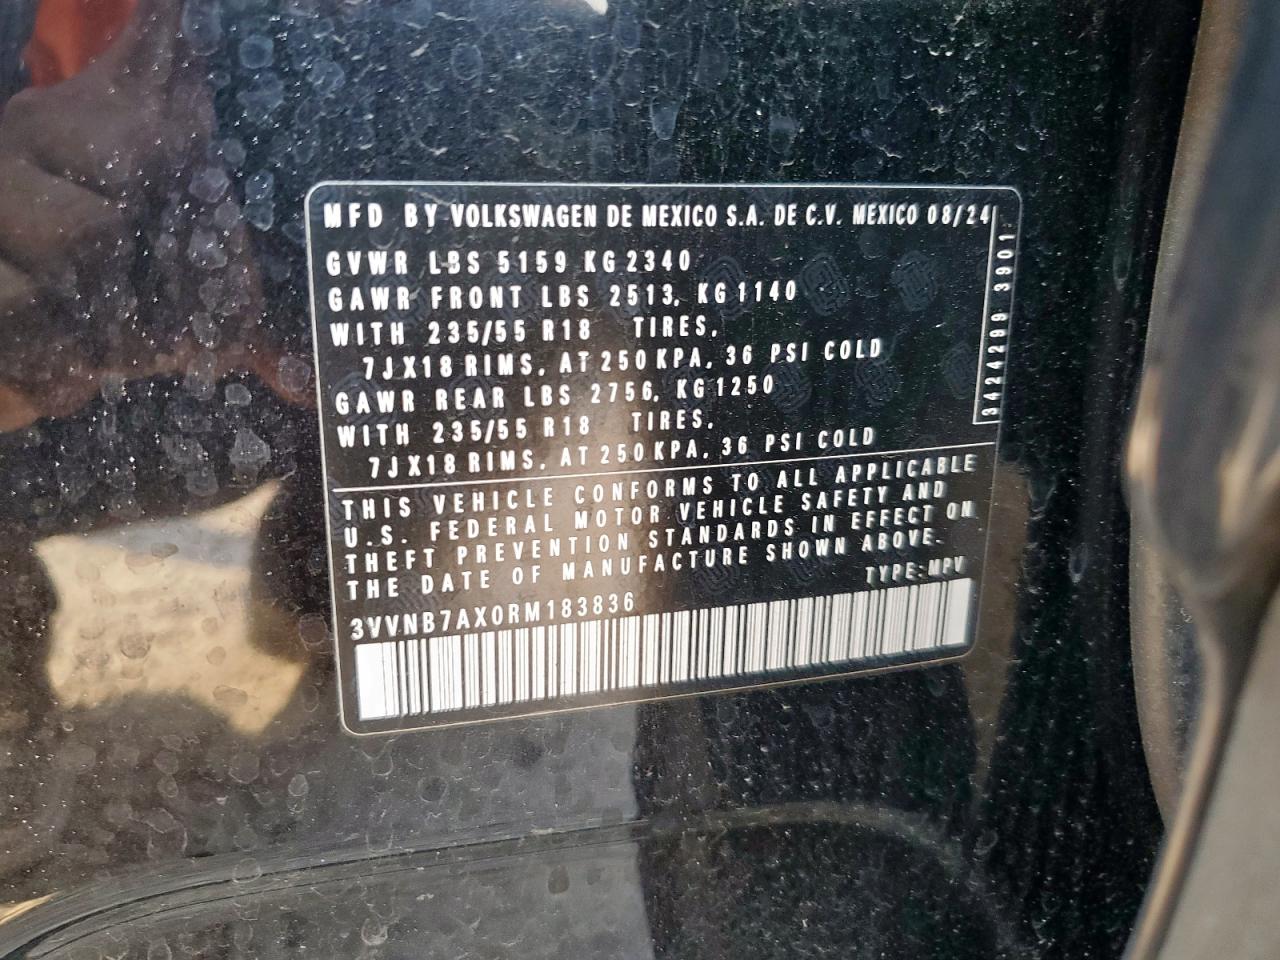 MFD BY VOLKSWAGEN DE MEXICO S.A. DE C.V. MEXICO 08/24
GVWR LBS 5159 KG 2340
GAWR FRONT LBS 2513, KG 1140
WITH 235/55 R18 TIRES,
7JX18 RIMS, AT 250 KPA, 36 PSI COLD
GAWR REAR LBS 2756, KG 1250
WITH 235/55 R18 TIRES,
7JX18 RIMS, AT 250 KPA, 36 PSI COLD
THIS VEHICLE CONFORMS TO ALL APPLICABLE
U.S. FEDERAL MOTOR VEHICLE SAFETY AND
THEFT PREVENTION STANDARDS IN EFFECT ON
THE DATE OF MANUFACTURE SHOWN ABOVE.
TYPE: MPV
3VVNB7AX0RM183836
3424299 3901